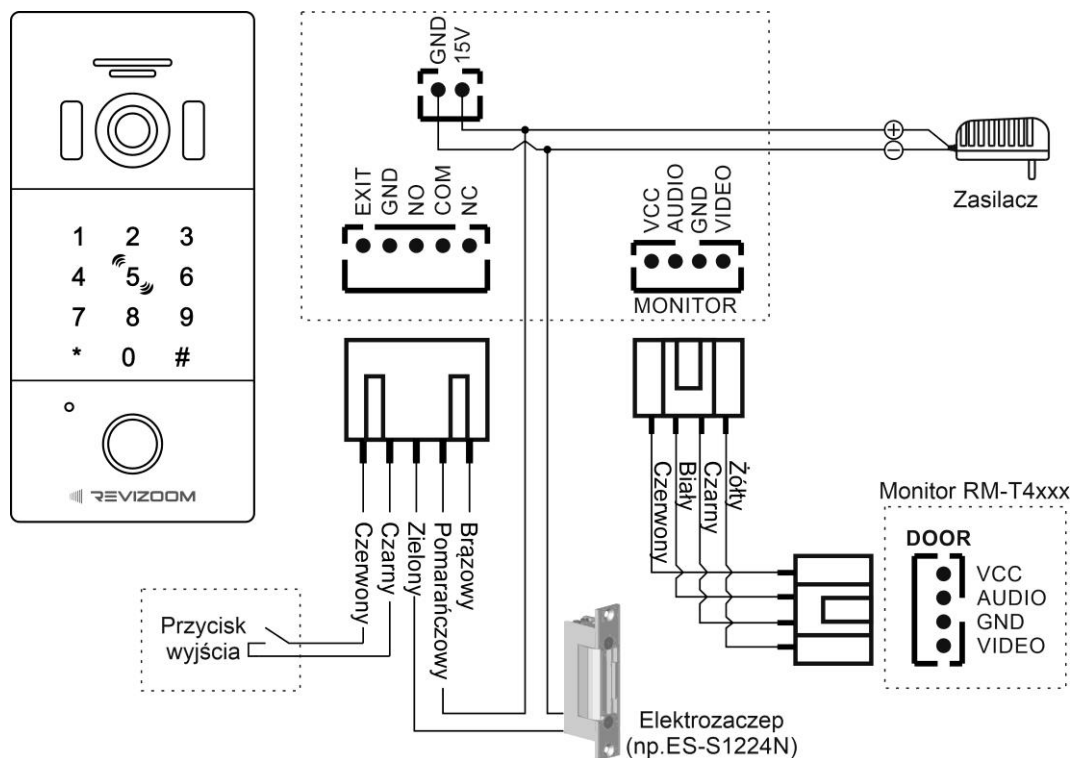 1 2 3
4 5 6
7 8 9
* 0 #
REVIZOOM
GND
15V
+
−
Zasilacz
EXIT
GND
NO
COM
NC
VCC
AUDIO
GND
VIDEO
MONITOR
Czerwony
Czarny
Zielony
Pomarańczowy
Brązowy
Czerwony
Biały
Czarny
Żółty
Przycisk
wyjścia
Elektrozaczep
(np.ES-S1224N)
Monitor RM-T4xxx
DOOR
VCC
AUDIO
GND
VIDEO